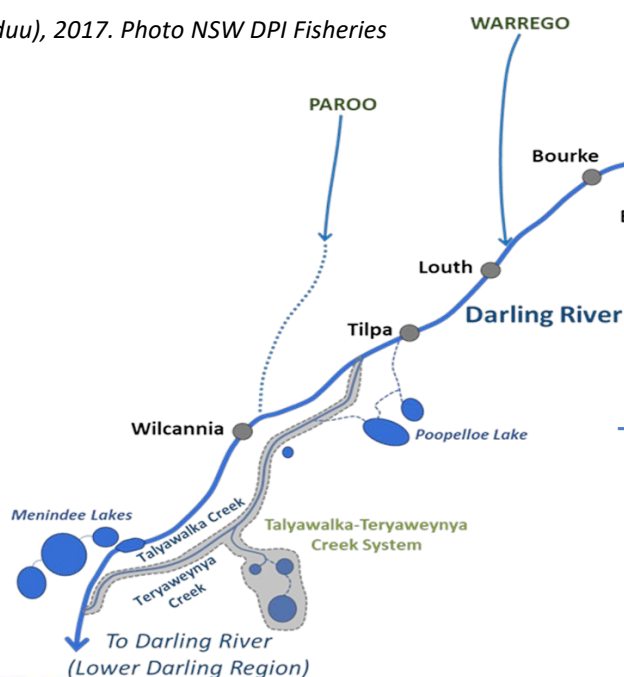 duu), 2017. Photo NSW DPI Fisheries
WARREGO
PAROO
Bourke
Louth
Darling River
Tilpa
Wilcannia
Poopelloe Lake
Menindee Lakes
Talyawalka Creek
Talyawalka-Teryaweynya
Creek System
Teryaweynya
Creek
To Darling River
(Lower Darling Region)